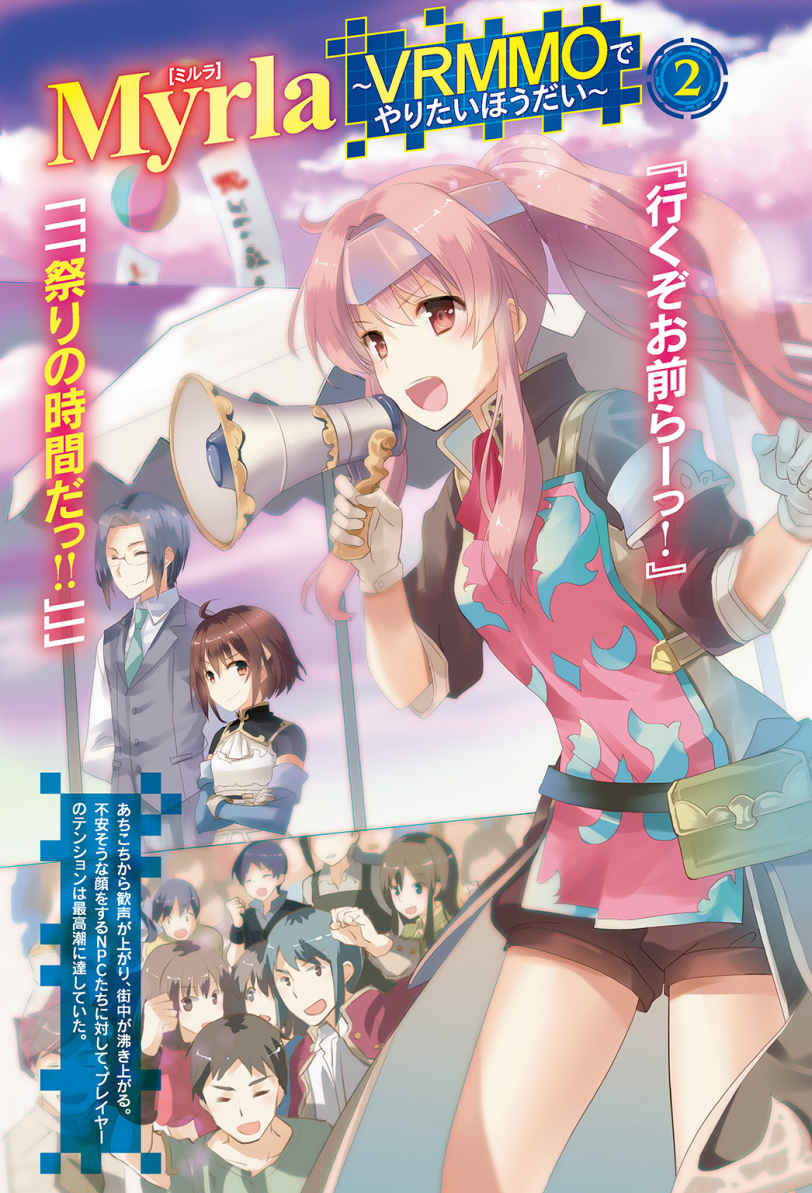 Myrla
[ミルラ]
~VRMMOで
やりたいほうだい~
2
『行くぞお前らーっ!』
「「「祭りの時間だっ!!」」」
あちこちから歓声が上がり、街中が沸き上がる。
不安そうな顔をするNPCたちに対して、プレイヤー
のテンションは最高潮に達していた。